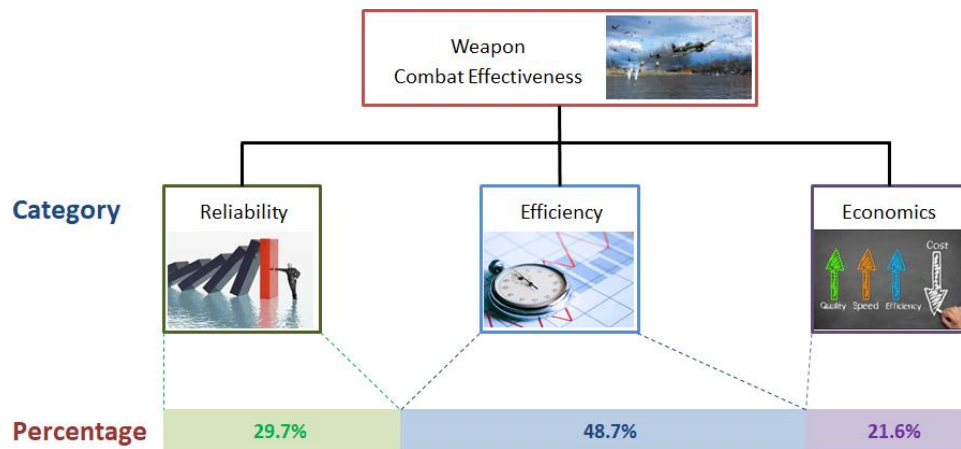 Weapon
Combat Effectiveness
Category
Reliability
Efficiency
Economics
Quality
Speed
Efficiency
Cost
Percentage
29.7%
48.7%
21.6%